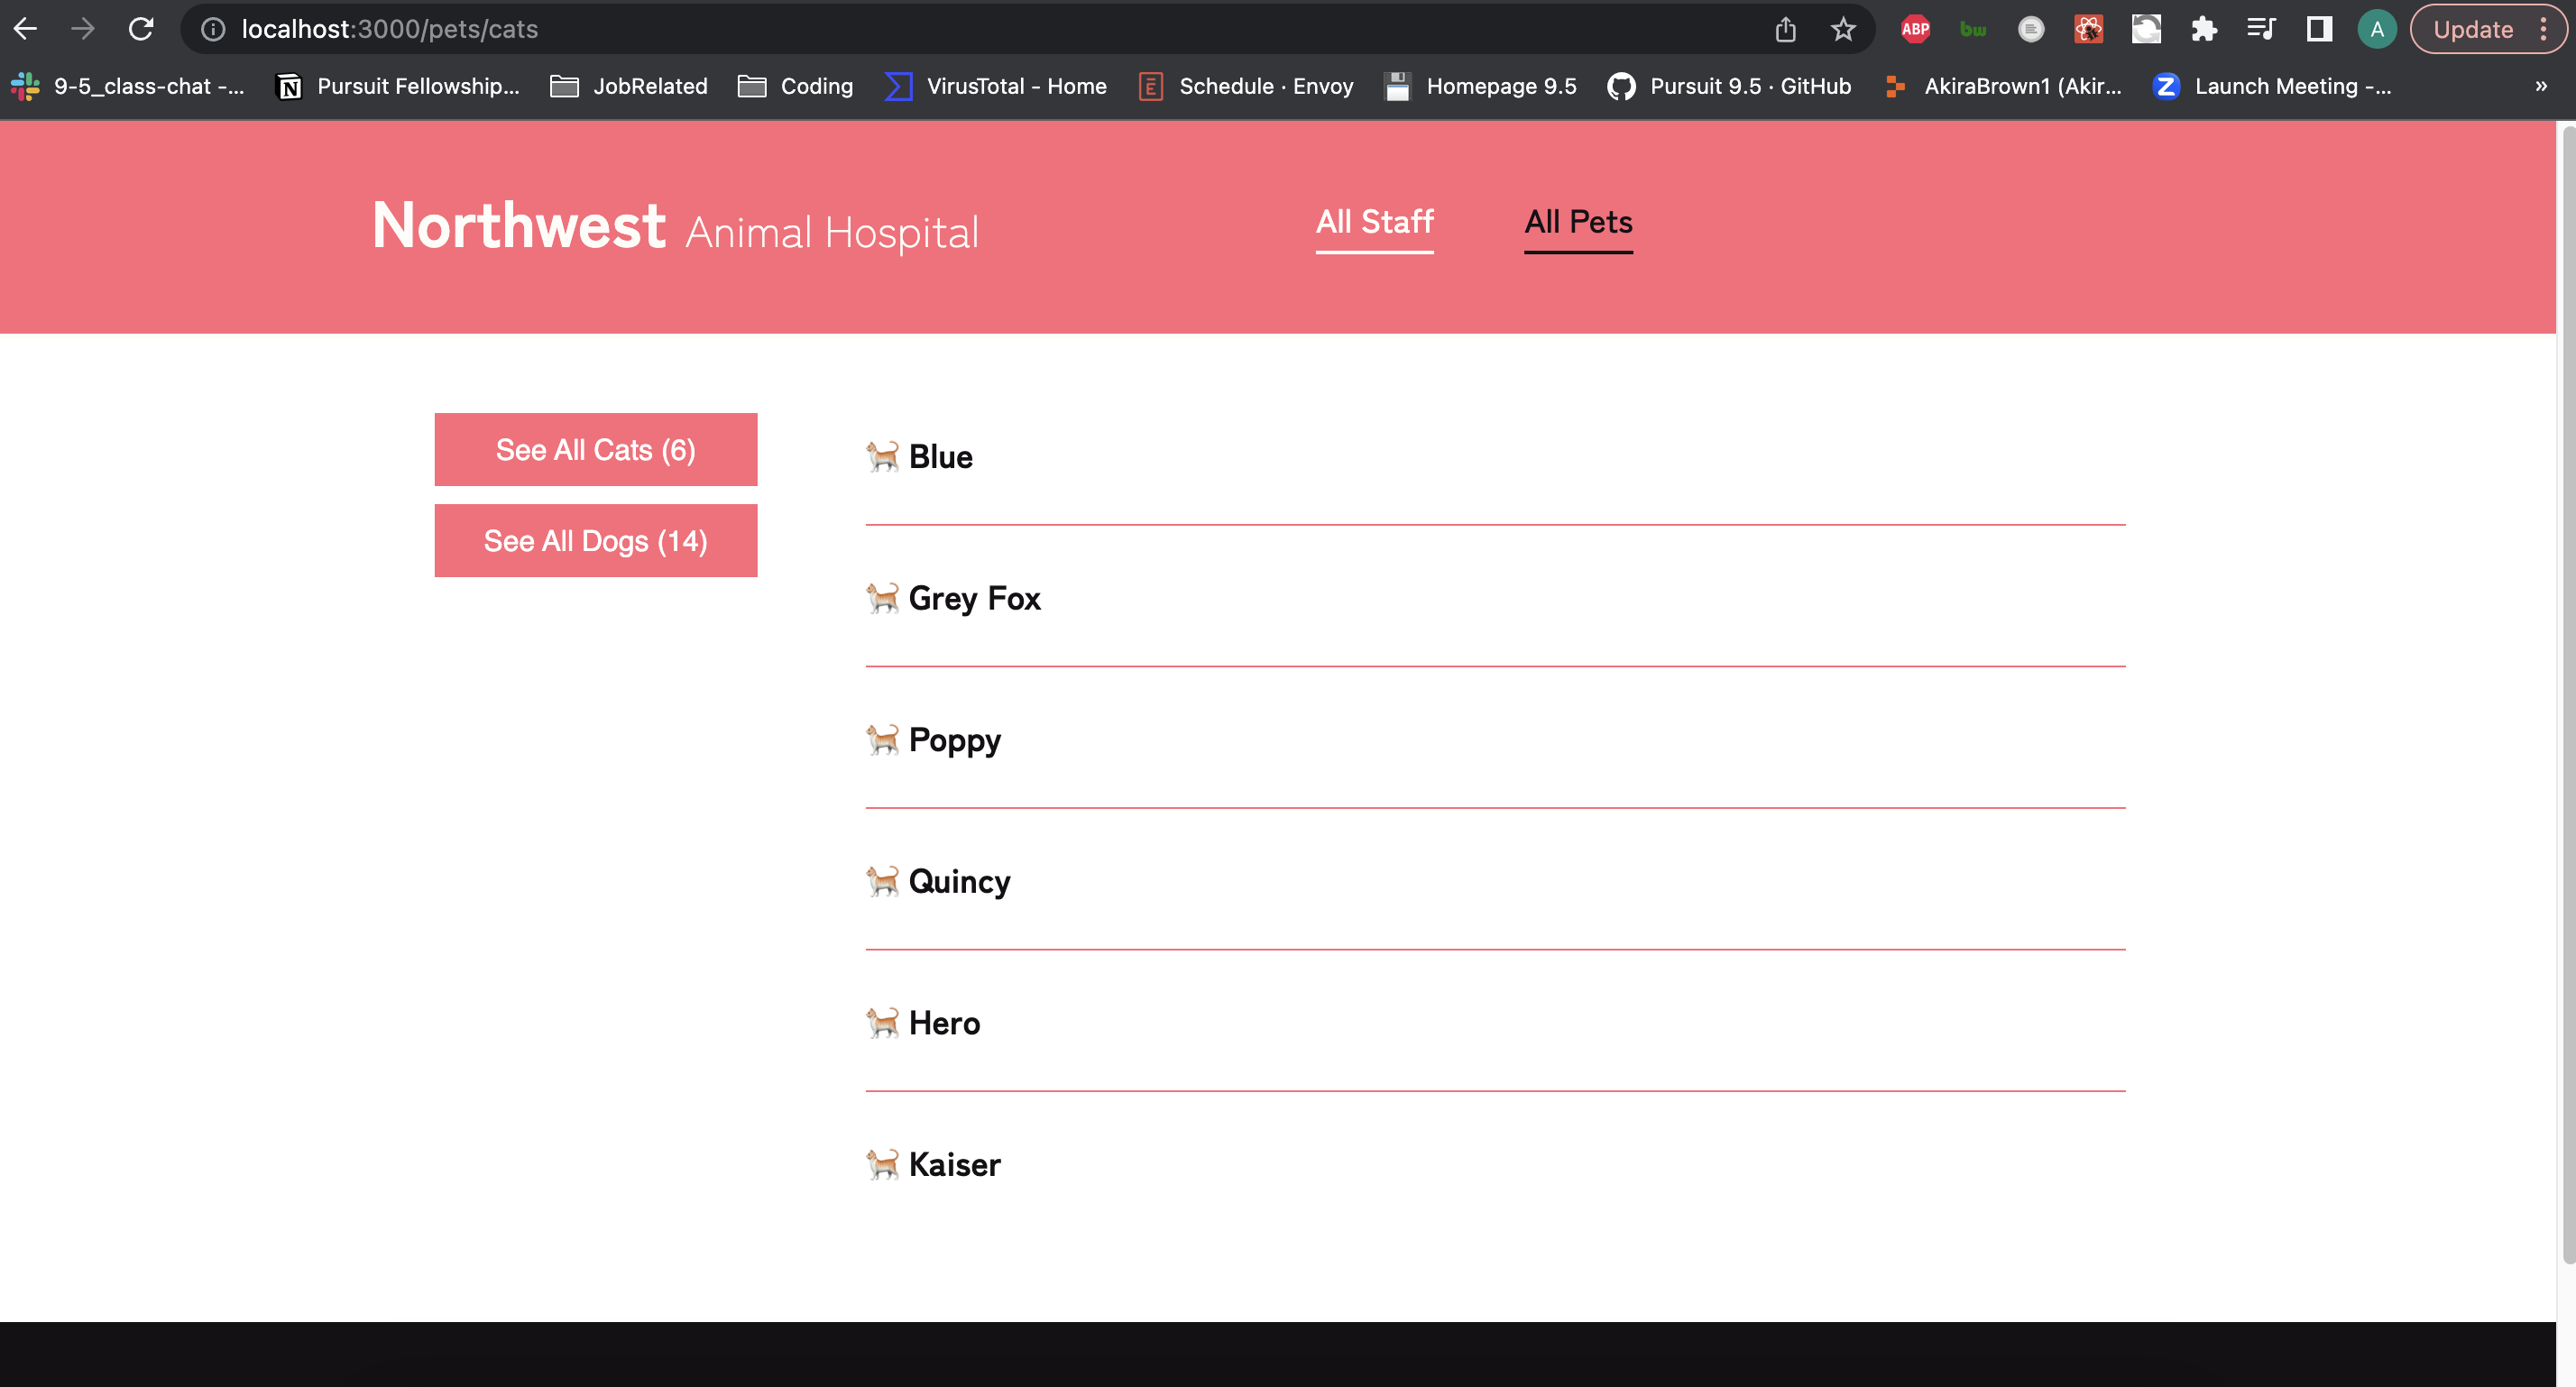 localhost:3000/pets/cats
ABP bw A Update
9-5_class-chat -... Pursuit Fellowship... JobRelated Coding VirusTotal - Home Schedule · Envoy Homepage 9.5 Pursuit 9.5 · GitHub AkiraBrown1 (Akir... Launch Meeting -... »
Northwest Animal Hospital All Staff All Pets
See All Cats (6)
See All Dogs (14)
Blue
Grey Fox
Poppy
Quincy
Hero
Kaiser